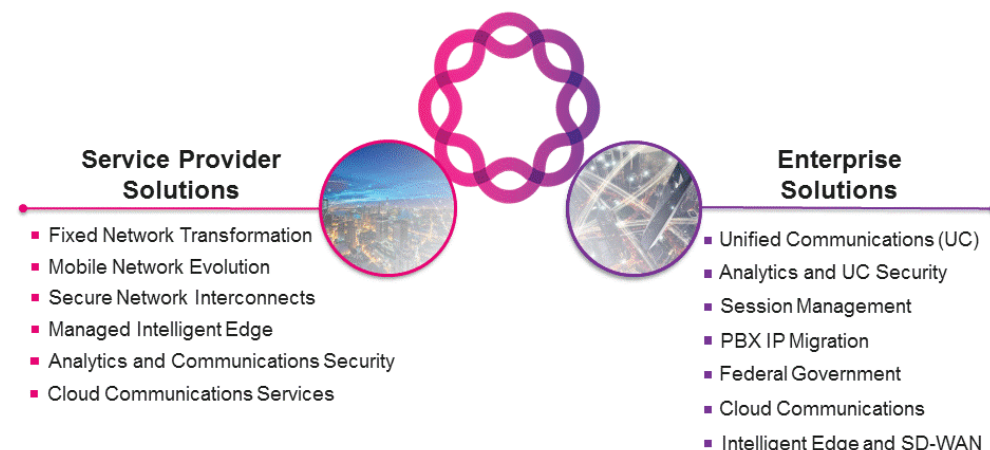 Service Provider
Solutions
Fixed Network Transformation
Mobile Network Evolution
Secure Network Interconnects
Managed Intelligent Edge
Analytics and Communications Security
Cloud Communications Services
Enterprise
Solutions
Unified Communications (UC)
Analytics and UC Security
Session Management
PBX IP Migration
Federal Government
Cloud Communications
Intelligent Edge and SD-WAN